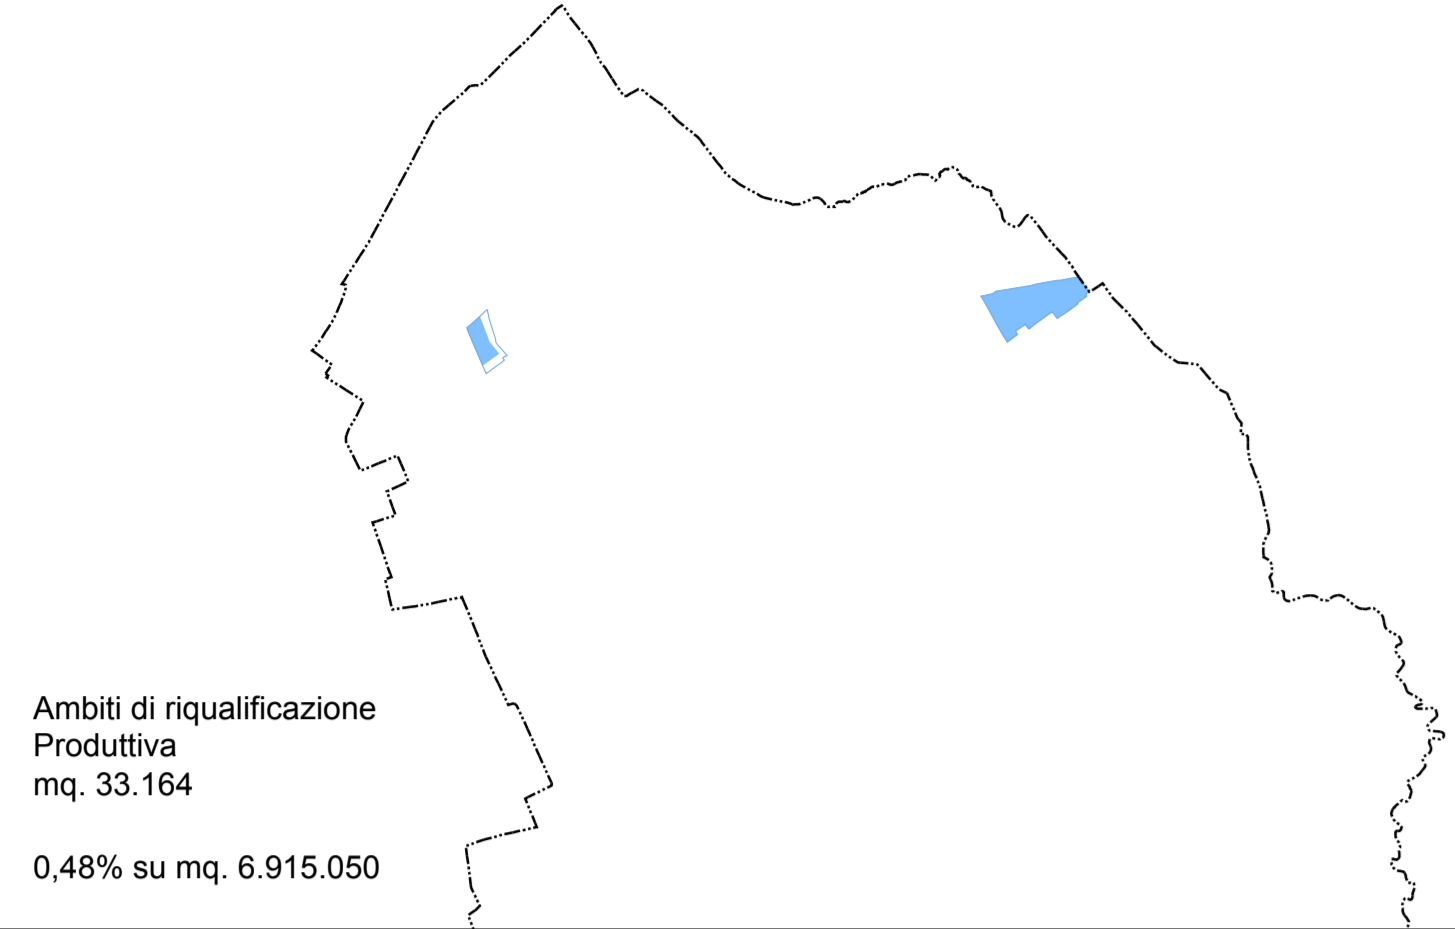 Ambiti di riqualificazione
Produttiva
mq. 33.164
0,48% su mq. 6.915.050